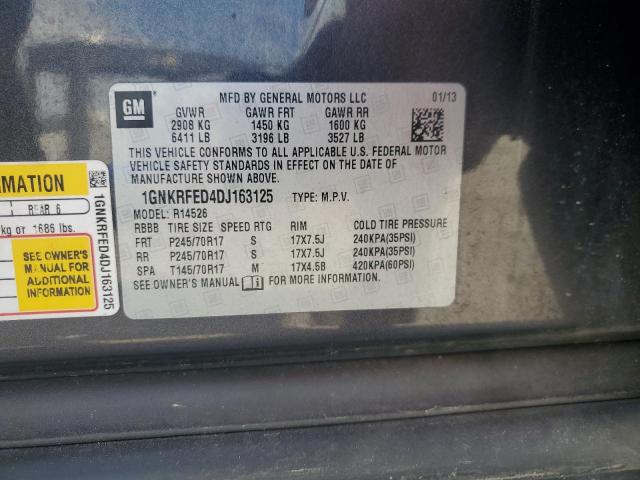 GM
MFD BY GENERAL MOTORS LLC 01/13
GVWR GAWR FRT GAWR RR
2908 KG 1450 KG 1600 KG
6411 LB 3196 LB 3527 LB
THIS VEHICLE CONFORMS TO ALL APPLICABLE U.S. FEDERAL MOTOR
VEHICLE SAFETY STANDARDS IN EFFECT ON THE DATE OF
MANUFACTURE SHOWN ABOVE.
1GNKRFED4DJ163125 TYPE: M.P.V.
MODEL: R14526
RBBB TIRE SIZE SPEED RTG RIM COLD TIRE PRESSURE
FRT P245/70R17 S 17X7.5J 240KPA(35PSI)
RR P245/70R17 S 17X7.5J 240KPA(35PSI)
SPA T145/70R17 M 17X4.5B 420KPA(60PSI)
SEE OWNER'S MANUAL FOR MORE INFORMATION.
REAR 6
kg or 1686 lbs.
SEE OWNER'S
MANUAL FOR
ADDITIONAL
INFORMATION
1GNKRFED4DJ163125